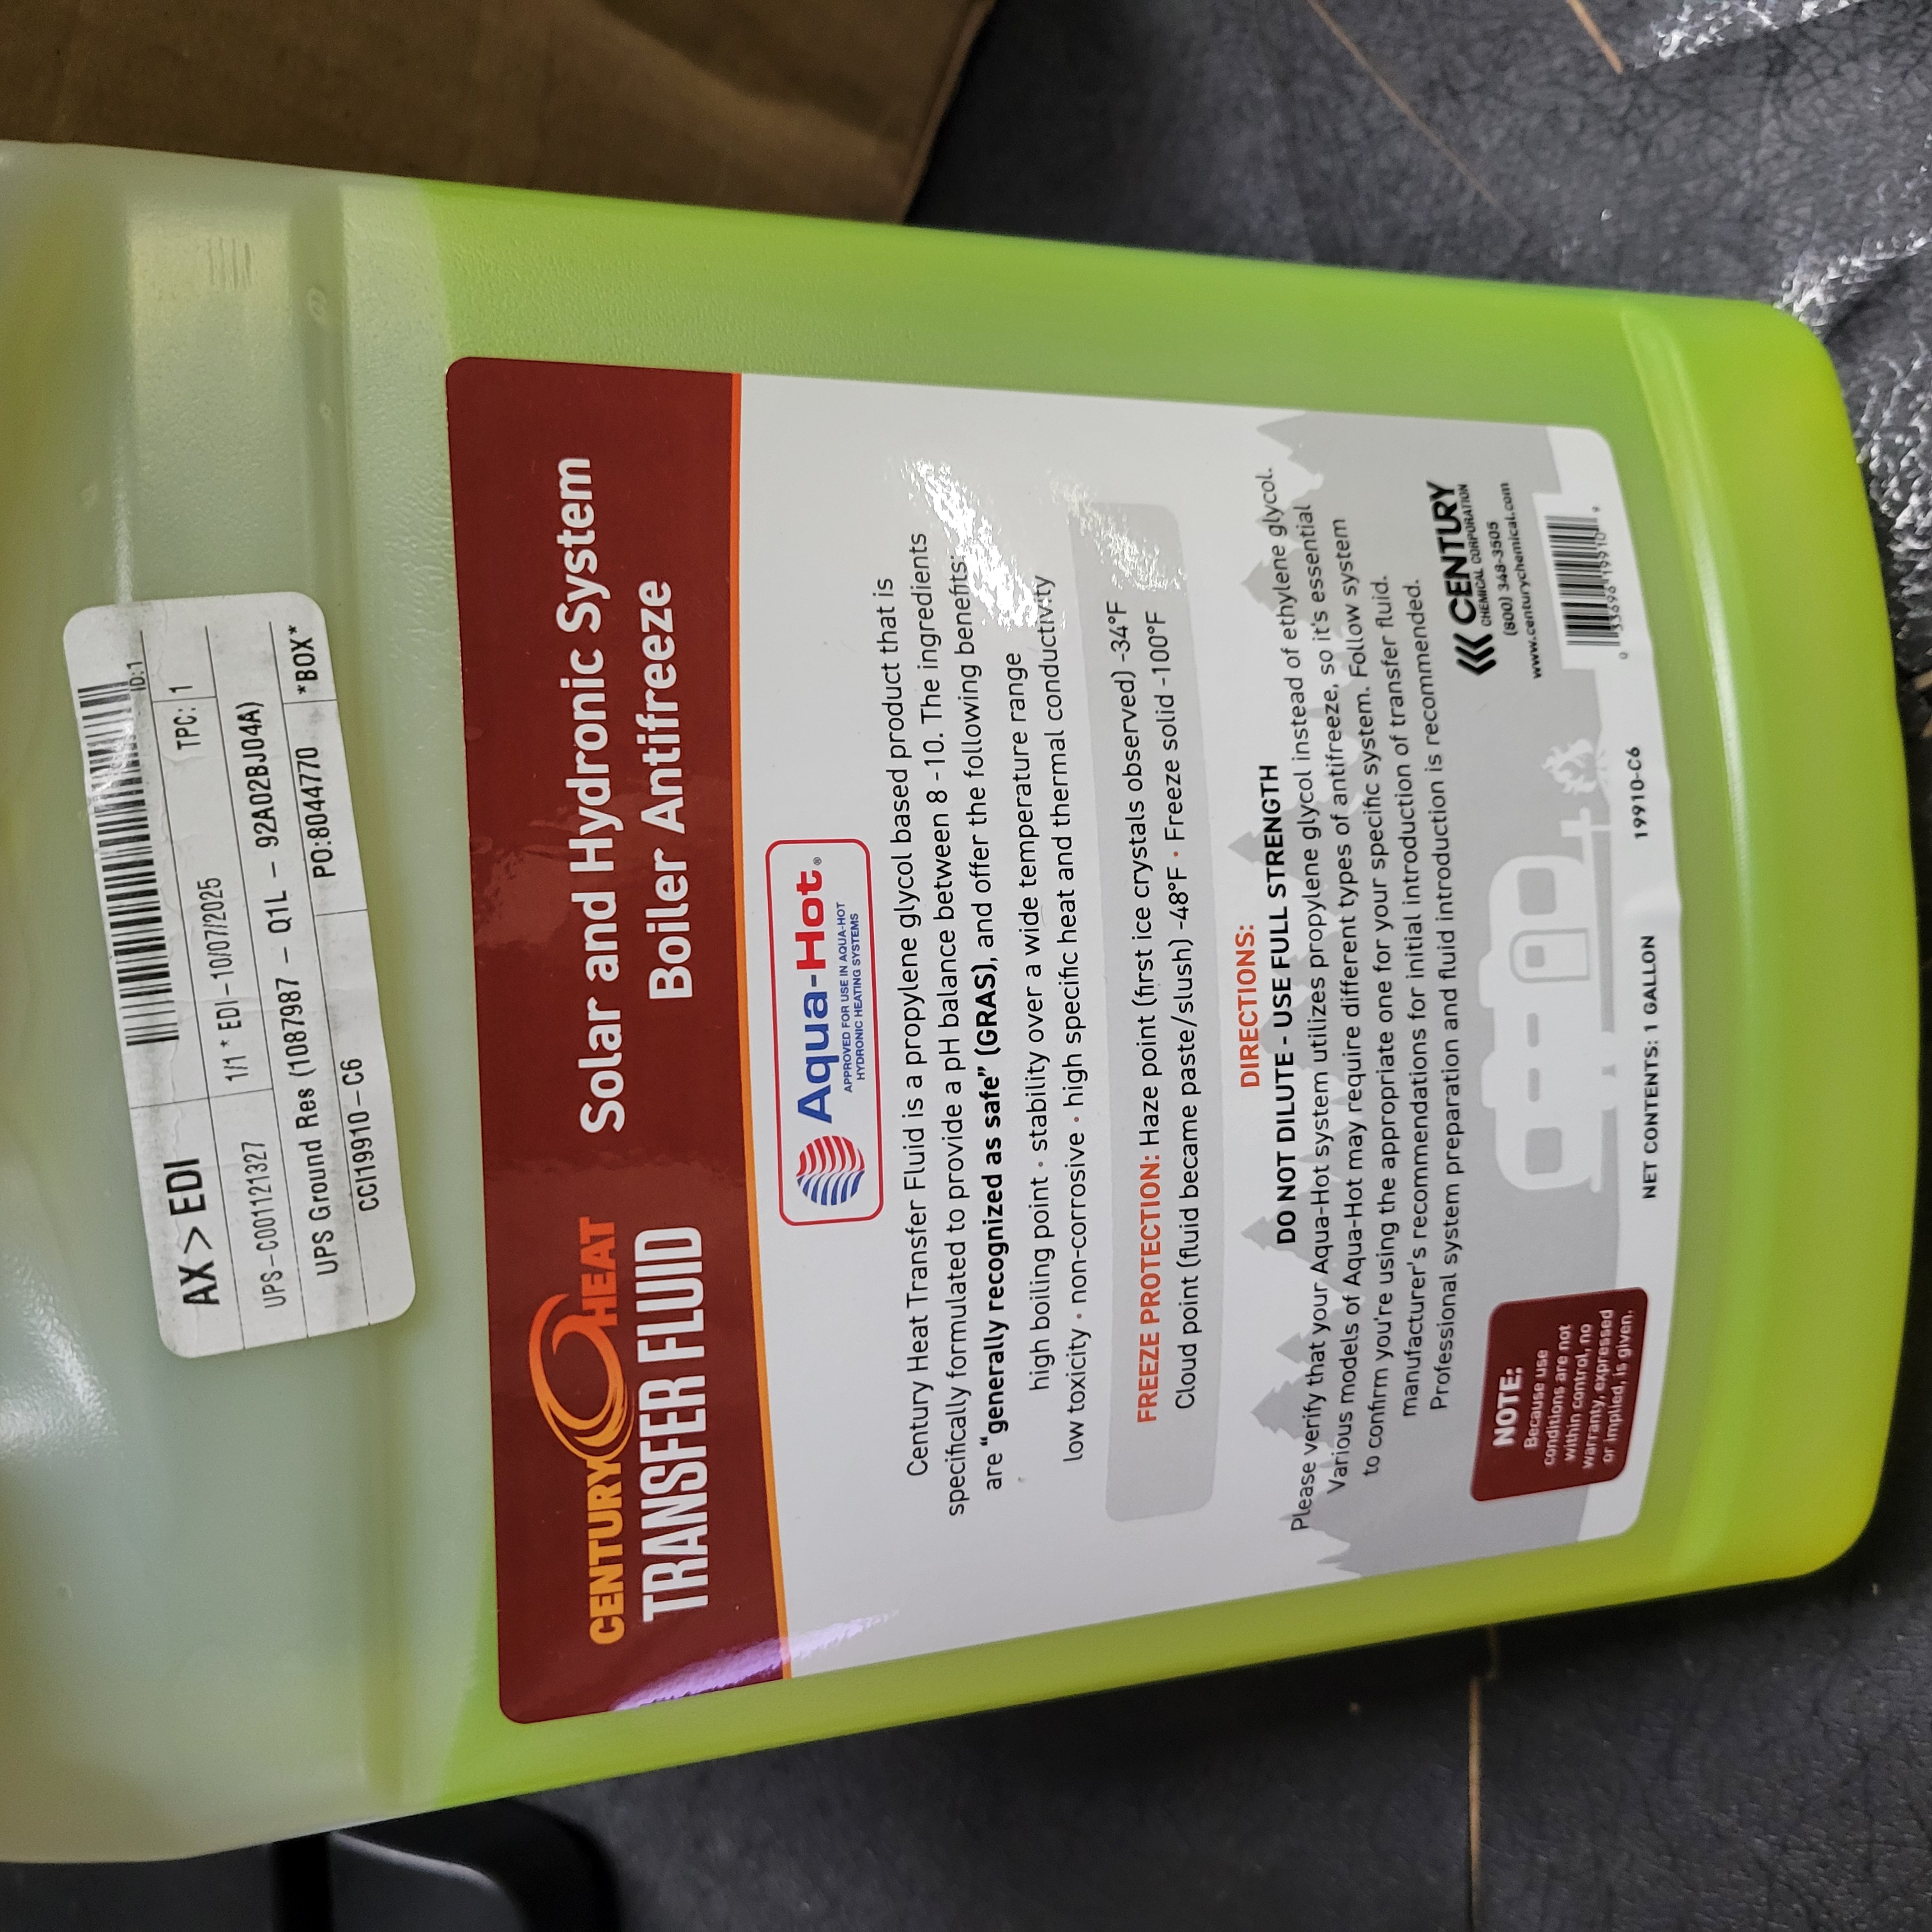 ID:1
AX > EDI
TPC: 1
UPS-C001121327
1/1 * EDI - 10/07/2025
UPS Ground Res (1087987 - Q1L - 92A02BJ04A)
CCI19910-C6
PO:8044770
*BOX*
CENTURY HEAT
TRANSFER FLUID
Solar and Hydronic System
Boiler Antifreeze
Aqua-Hot®
APPROVED FOR USE IN AQUA-HOT
HYDRONIC HEATING SYSTEMS
Century Heat Transfer Fluid is a propylene glycol based product that is
specifically formulated to provide a pH balance between 8 -10. The ingredients
are “generally recognized as safe” (GRAS), and offer the following benefits:
high boiling point · stability over a wide temperature range
low toxicity · non-corrosive · high specific heat and thermal conductivity
FREEZE PROTECTION: Haze point (first ice crystals observed) -34°F
Cloud point (fluid became paste/slush) -48°F · Freeze solid -100°F
DIRECTIONS:
DO NOT DILUTE - USE FULL STRENGTH
Please verify that your Aqua-Hot system utilizes propylene glycol instead of ethylene glycol.
Various models of Aqua-Hot may require different types of antifreeze, so it's essential
to confirm you're using the appropriate one for your specific system. Follow system
manufacturer's recommendations for initial introduction of transfer fluid.
Professional system preparation and fluid introduction is recommended.
NOTE:
Because use
conditions are not
within control, no
warranty, expressed
or implied, is given.
CENTURY
CHEMICAL CORPORATION
(800) 348-3505
www.centurychemical.com
NET CONTENTS: 1 GALLON
19910-C6